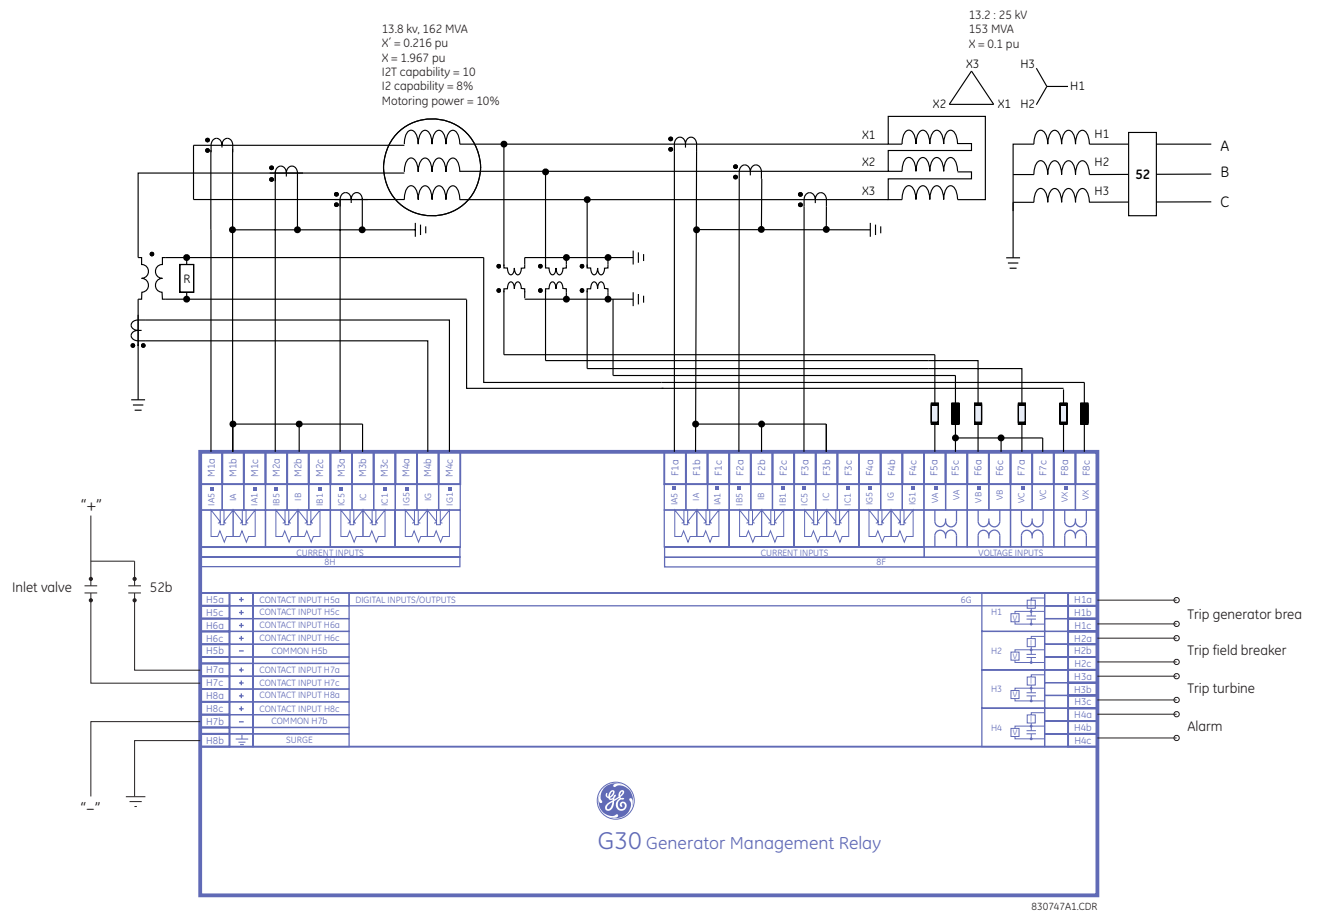 13.8 kv, 162 MVA
X´ = 0.216 pu
X = 1.967 pu
I2T capability = 10
I2 capability = 8%
Motoring power = 10%
13.2 : 25 kV
153 MVA
X = 0.1 pu
X3
X2
X1
H3
H1
H2
X1
X2
X3
H1
H2
H3
52
A
B
C
R
M1a M1b M1c M2a M2b M2c M3a M3b M3c M4a M4b M4c
IA5 IA IA1 IB5 IB IB1 IC5 IC IC1 IG5 IG IG1
CURRENT INPUTS
8H
F1a F1b F1c F2a F2b F2c F3a F3b F3c F4a F4b F4c F5a F5c F6a F6c F7a F7c F8a F8c
IA5 IA IA1 IB5 IB IB1 IC5 IC IC1 IG5 IG IG1 VA VA VB VB VC VC VX VX
CURRENT INPUTS VOLTAGE INPUTS
8F
"+"
Inlet valve
52b
"–"
H5a + CONTACT INPUT H5a
H5c + CONTACT INPUT H5c
H6a + CONTACT INPUT H6a
H6c + CONTACT INPUT H6c
H5b – COMMON H5b
H7a + CONTACT INPUT H7a
H7c + CONTACT INPUT H7c
H8a + CONTACT INPUT H8a
H8c + CONTACT INPUT H8c
H7b – COMMON H7b
H8b SURGE
DIGITAL INPUTS/OUTPUTS 6G
H1
V I
H1a
H1b
H1c
H2
V I
H2a
H2b
H2c
H3
V I
H3a
H3b
H3c
H4
V I
H4a
H4b
H4c
Trip generator brea
Trip field breaker
Trip turbine
Alarm
GE
G30 Generator Management Relay
830747A1.CDR